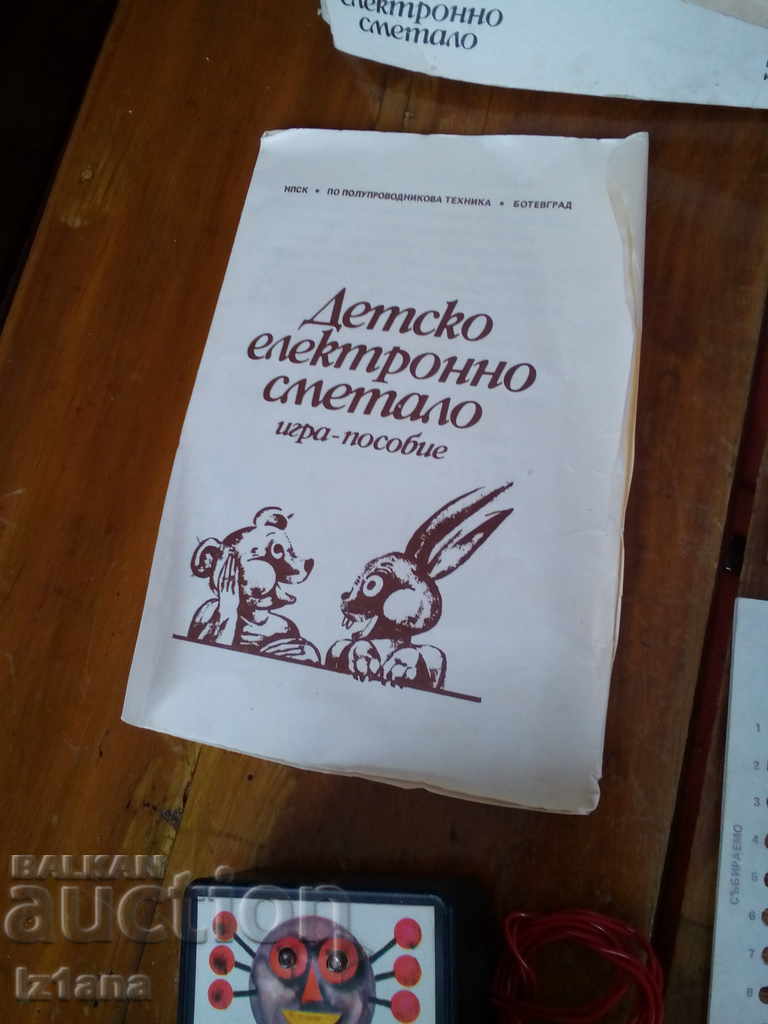 електронно
сметало
НПСК • ПО ПОЛУПРОВОДНИКОВА ТЕХНИКА • БОТЕВГРАД
Детско
електронно
сметало
игра-пособие
СЪБИРАЕМО
1
2
3
4
5
6
7
8
BALKAN
auction
Iz1ana